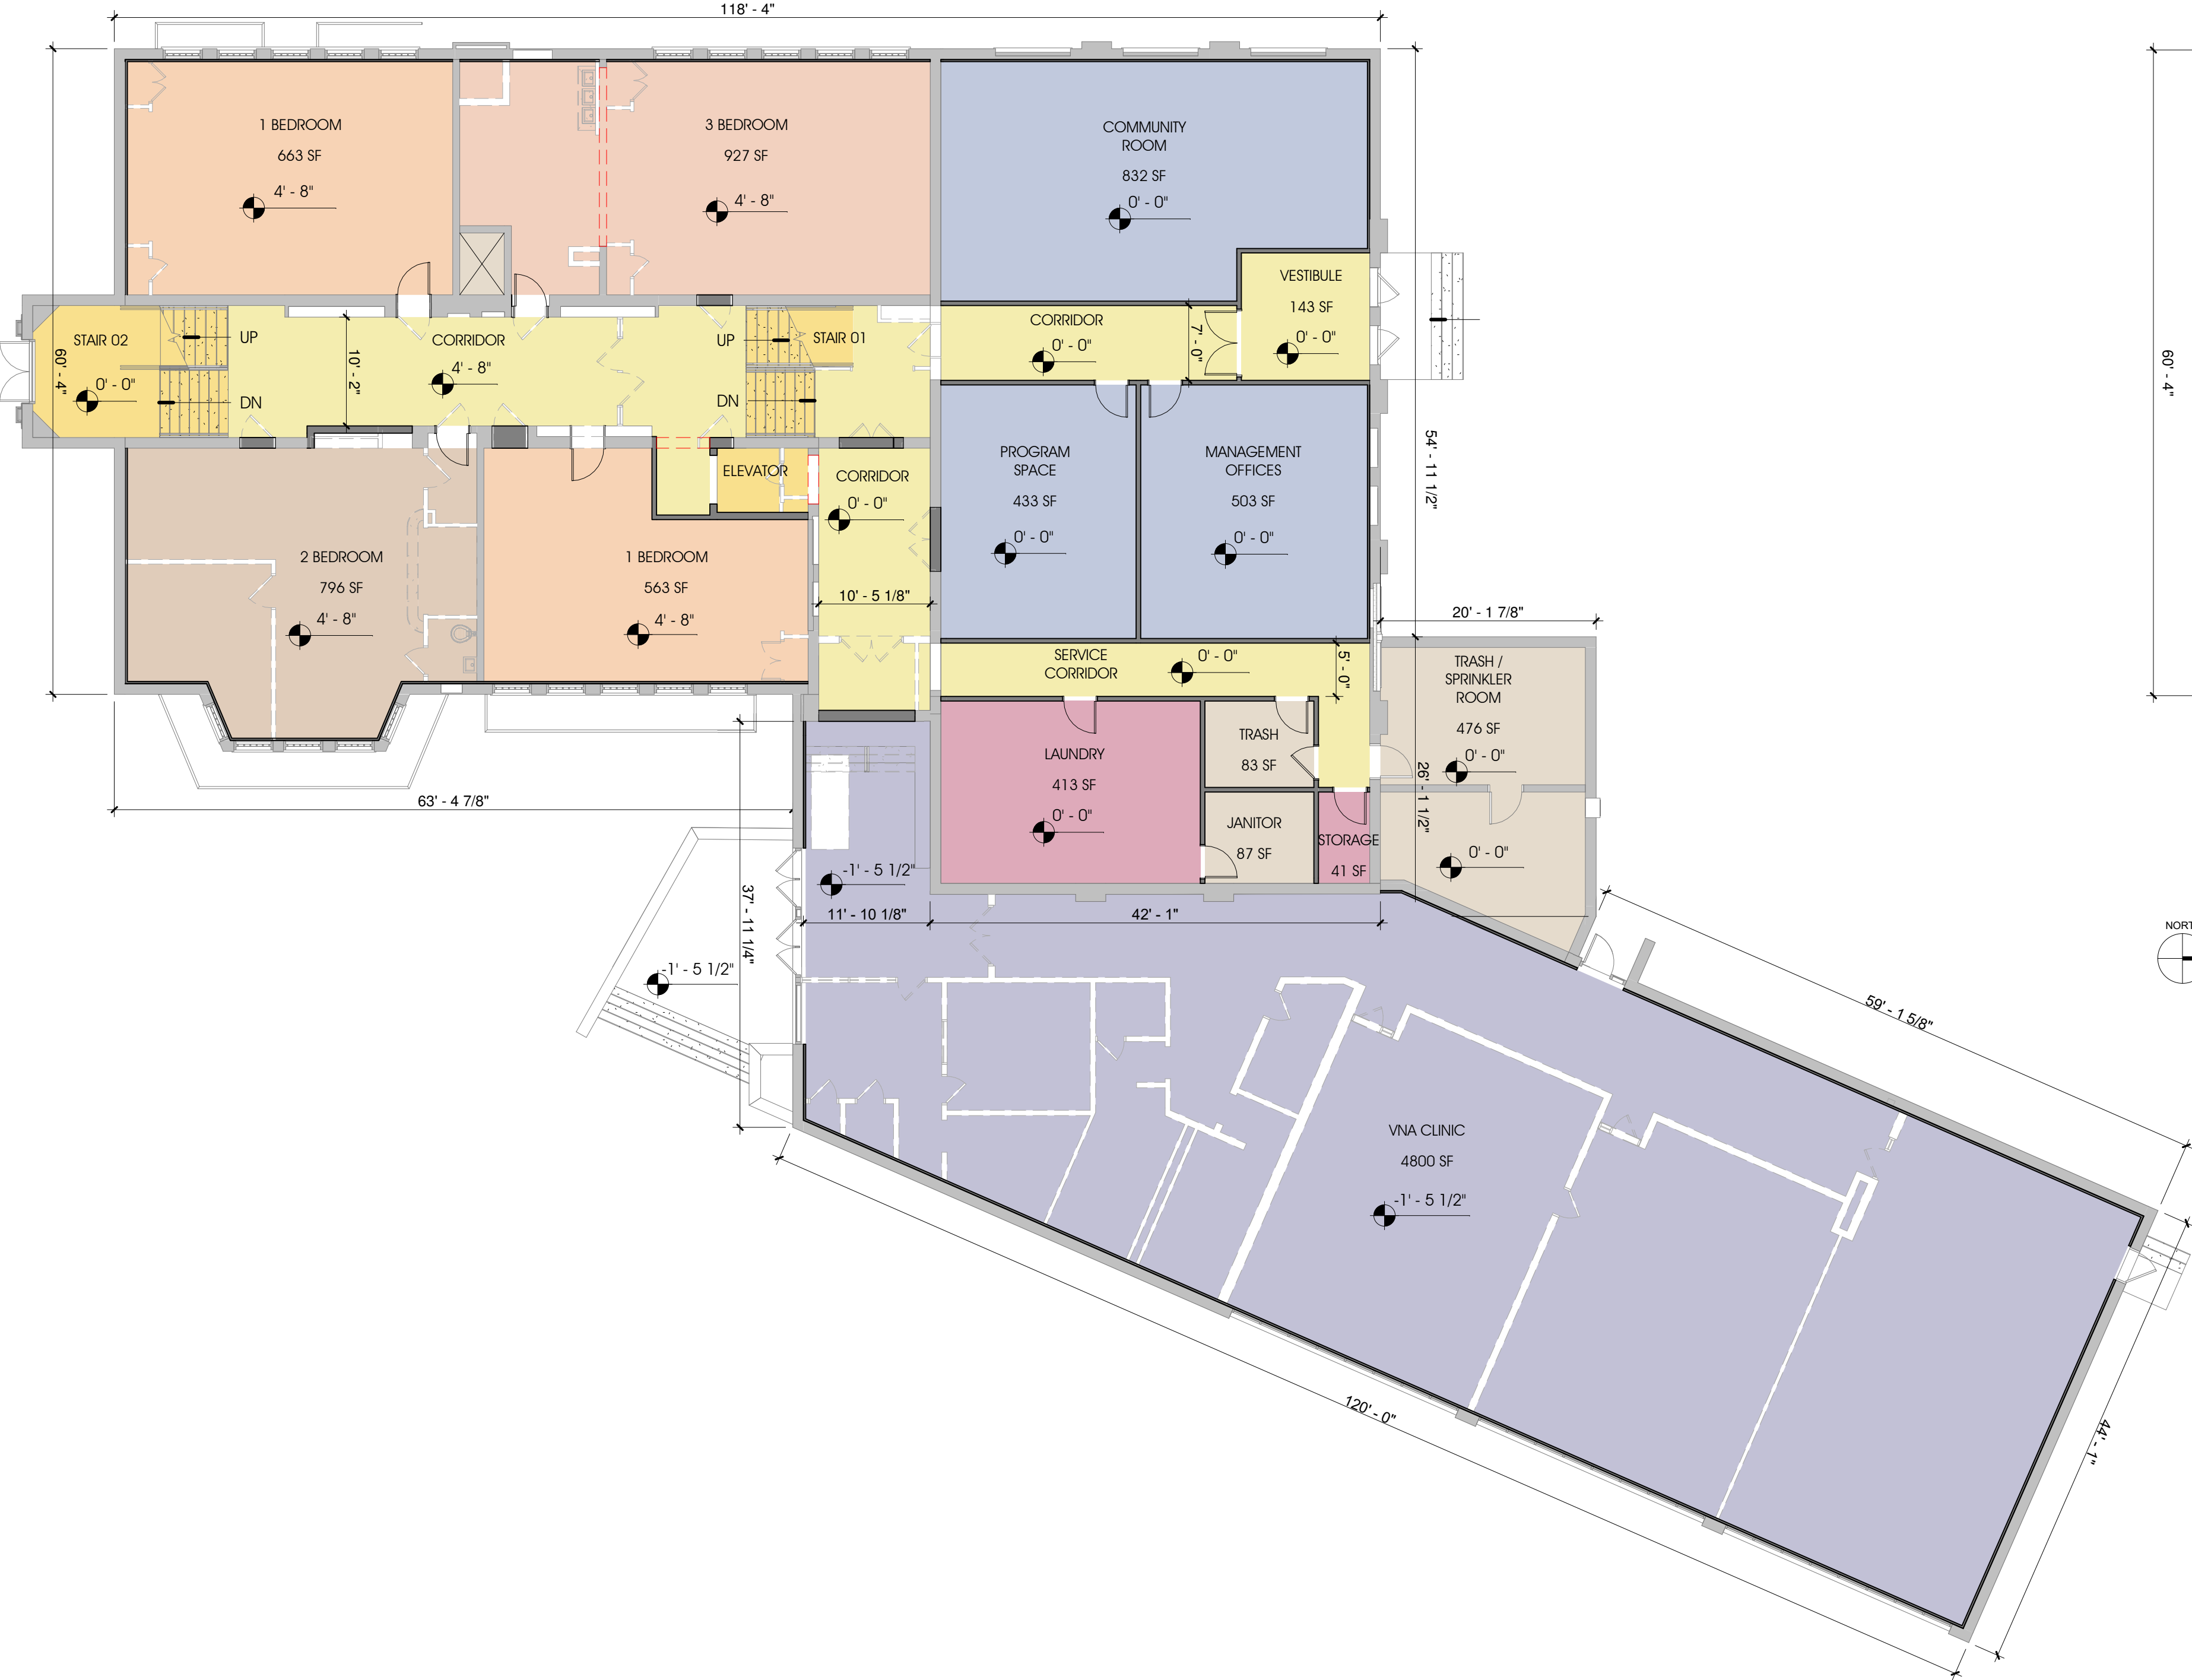 118' - 4"
1 BEDROOM
663 SF
4' - 8"
3 BEDROOM
927 SF
4' - 8"
COMMUNITY
ROOM
832 SF
0' - 0"
VESTIBULE
143 SF
0' - 0"
STAIR 02
0' - 0"
60' - 4"
UP
DN
10' - 2"
CORRIDOR
4' - 8"
UP
DN
STAIR 01
CORRIDOR
0' - 0"
7' - 0"
60' - 4"
54' - 11 1/2"
ELEVATOR
CORRIDOR
0' - 0"
10' - 5 1/8"
PROGRAM
SPACE
433 SF
0' - 0"
MANAGEMENT
OFFICES
503 SF
0' - 0"
2 BEDROOM
796 SF
4' - 8"
1 BEDROOM
563 SF
4' - 8"
20' - 1 7/8"
SERVICE
CORRIDOR
0' - 0"
5' - 0"
TRASH /
SPRINKLER
ROOM
476 SF
0' - 0"
LAUNDRY
413 SF
0' - 0"
TRASH
83 SF
JANITOR
87 SF
STORAGE
41 SF
26' - 1 1/2"
0' - 0"
63' - 4 7/8"
-1' - 5 1/2"
11' - 10 1/8"
42' - 1"
37' - 11 1/4"
-1' - 5 1/2"
NORT
59' - 1 5/8"
VNA CLINIC
4800 SF
-1' - 5 1/2"
120' - 0"
44' - 1"